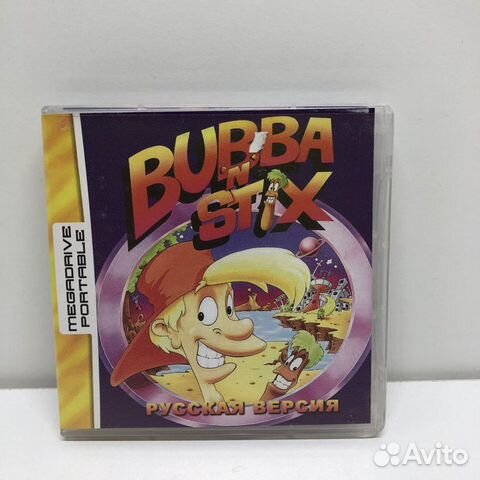 BUBBA
'N'
STIX
MEGADRIVE
PORTABLE
РУССКАЯ ВЕРСИЯ
Avito